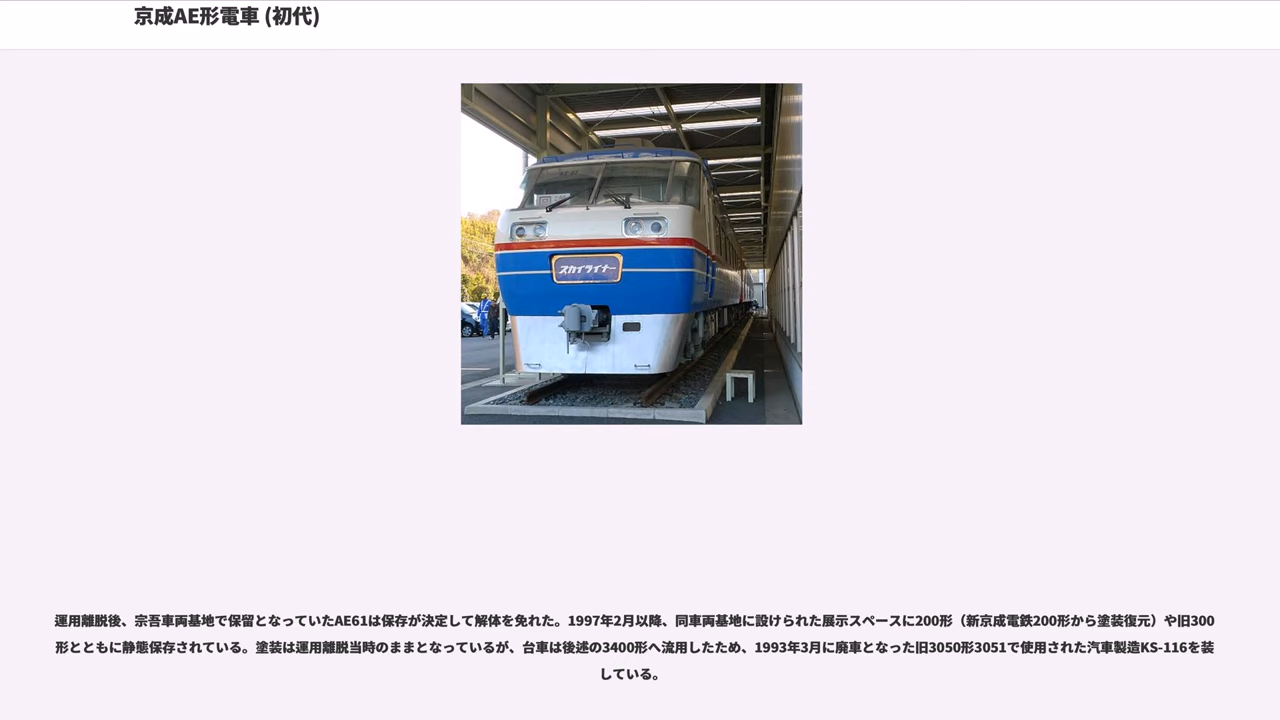 京成AE形電車 (初代)
スカイライナー
運用離脱後、宗吾車両基地で保留となっていたAE61は保存が決定して解体を免れた。1997年2月以降、同車両基地に設けられた展示スペースに200形（新京成電鉄200形から塗装復元）や旧300
形とともに静態保存されている。塗装は運用離脱当時のままとなっているが、台車は後述の3400形へ流用したため、1993年3月に廃車となった旧3050形3051で使用された汽車製造KS-116を装
している。